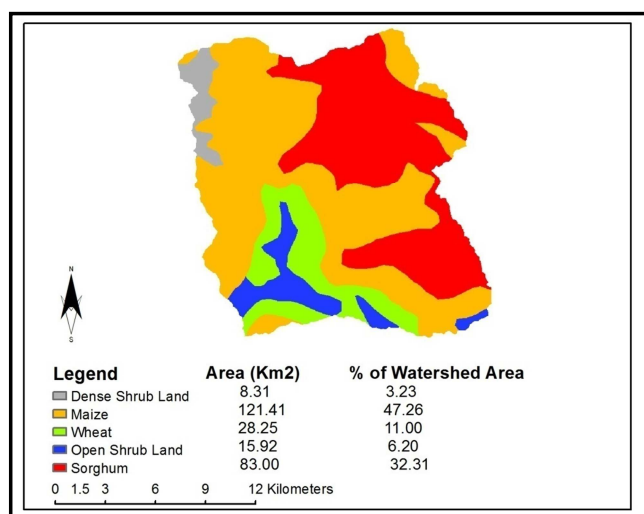 N
S
Legend Area (Km2) % of Watershed Area
Dense Shrub Land 8.31 3.23
Maize 121.41 47.26
Wheat 28.25 11.00
Open Shrub Land 15.92 6.20
Sorghum 83.00 32.31
0 1.5 3 6 9 12 Kilometers